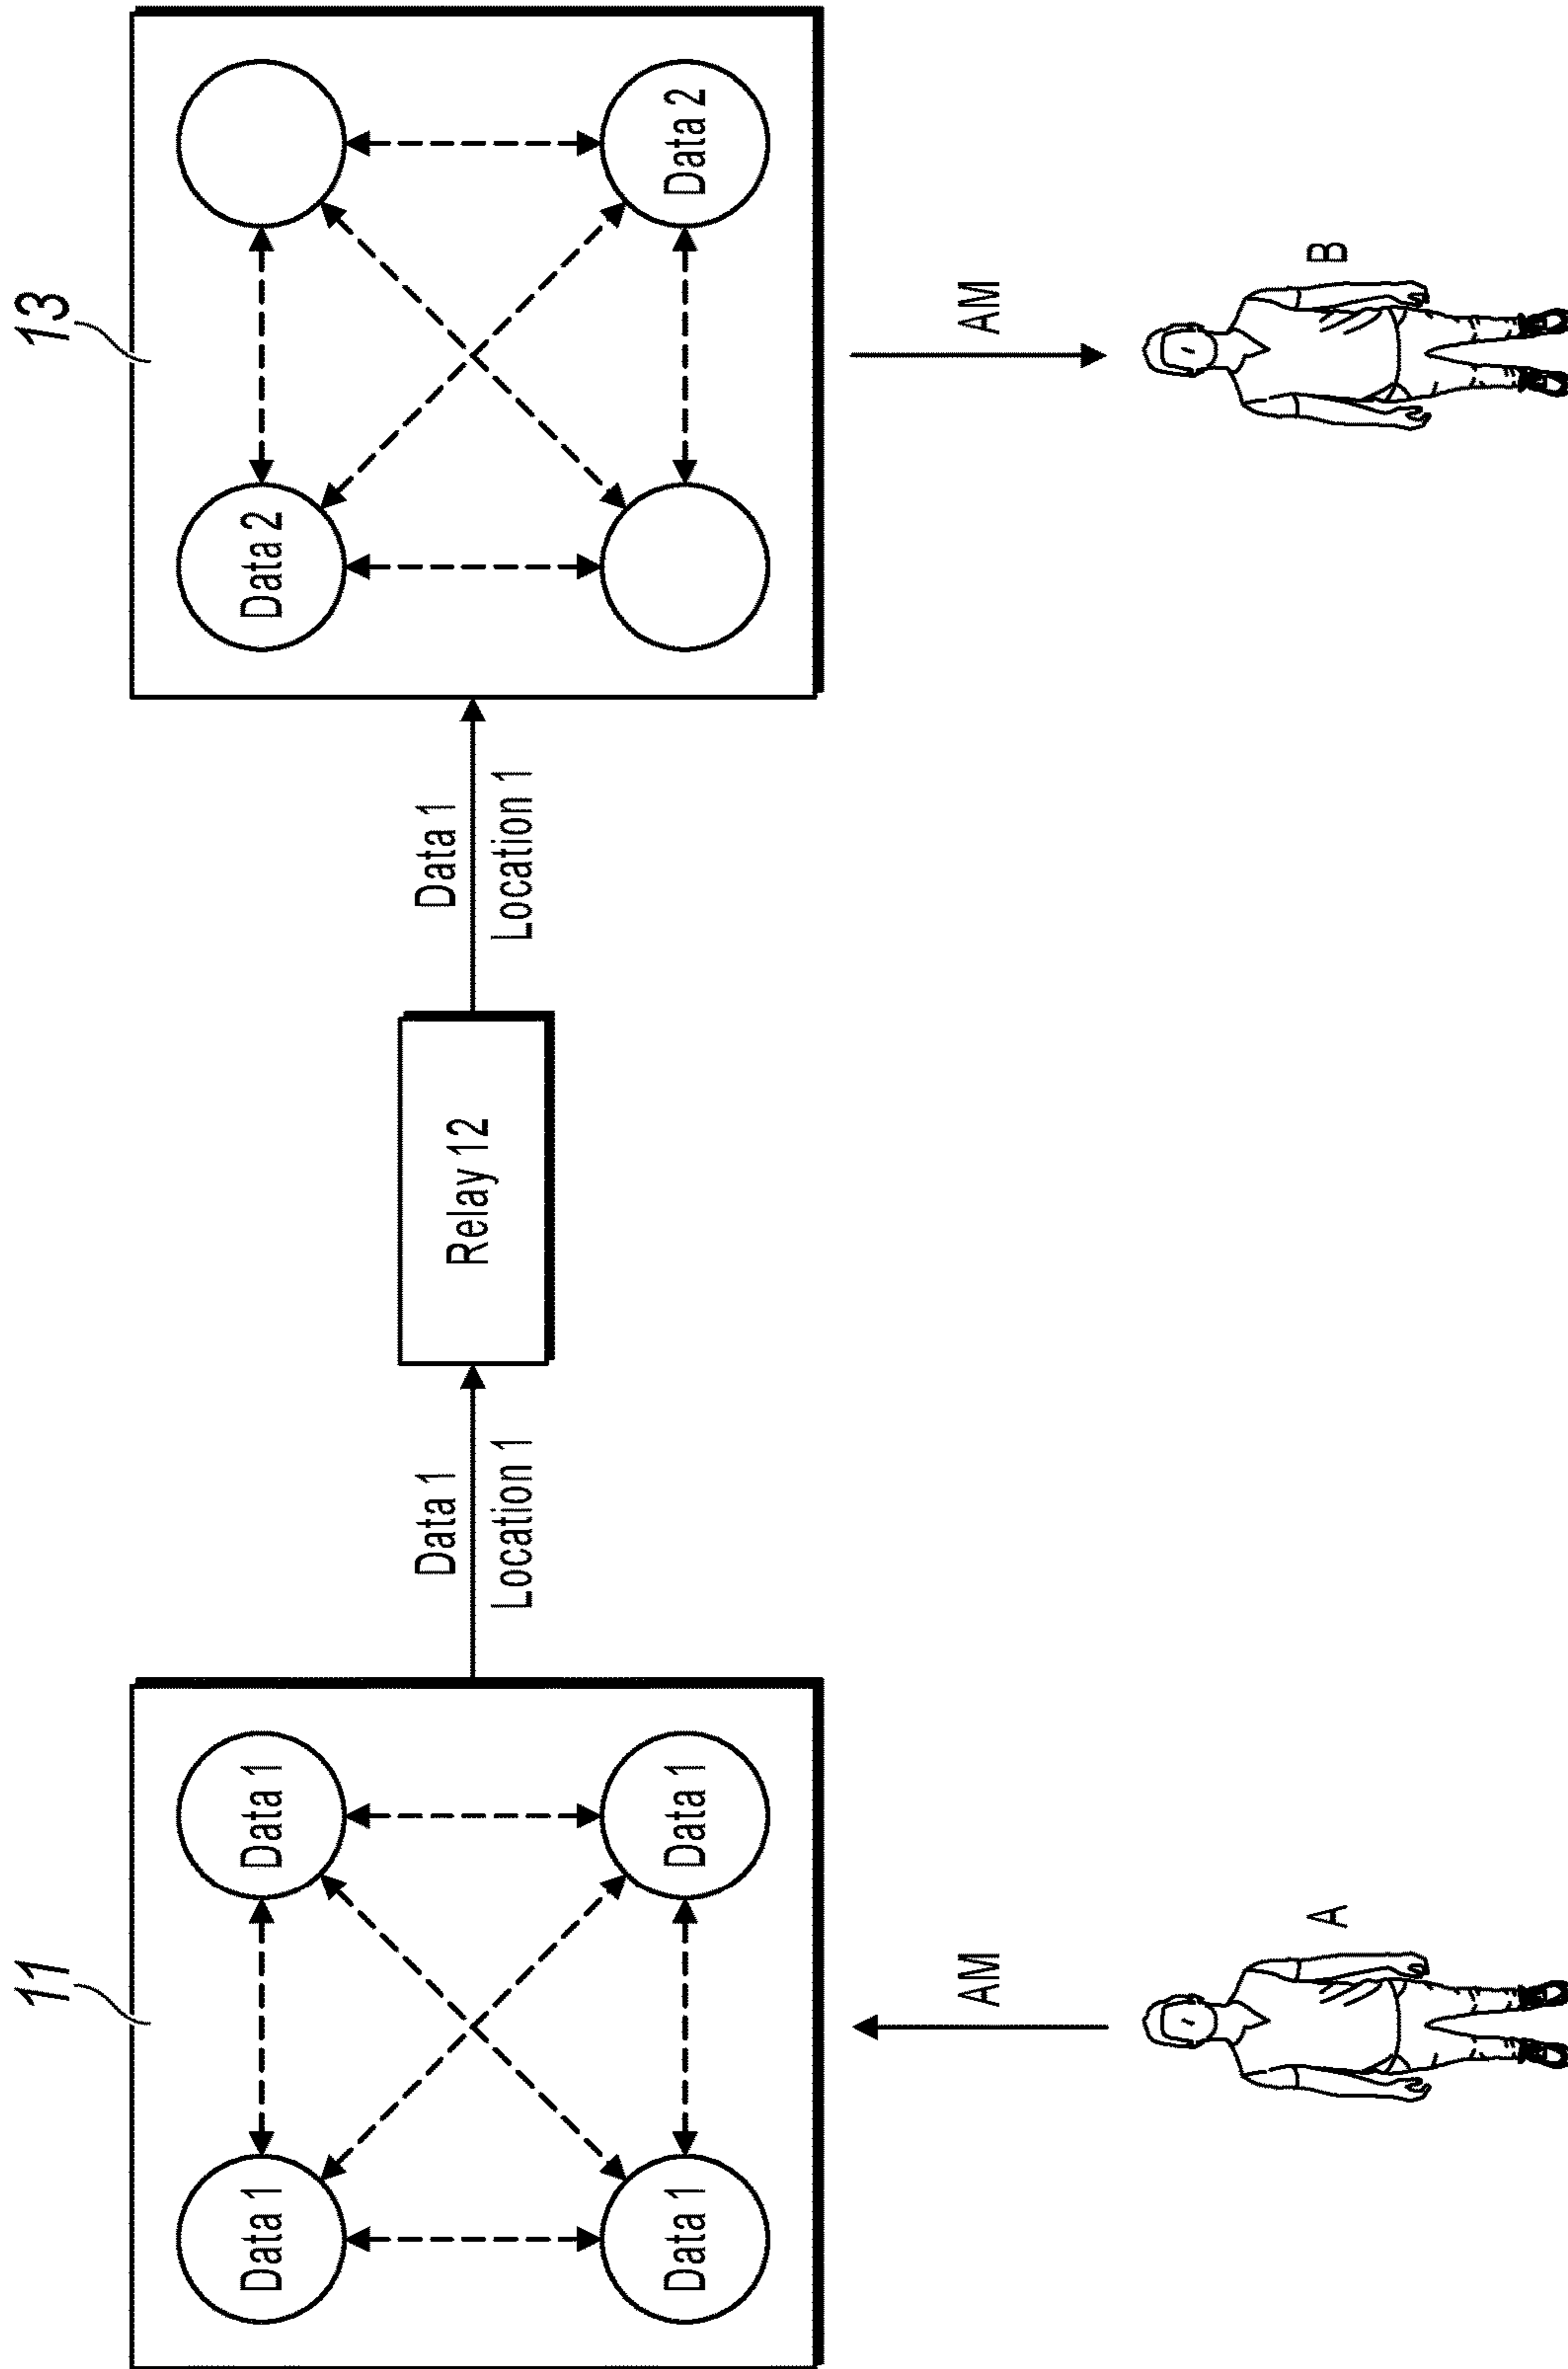 11
13
Data 1
Data 1
Data 1
Data 1
Data 1
Location 1
Relay 12
Data 1
Location 1
Data 2
Data 2
AM
A
AM
B